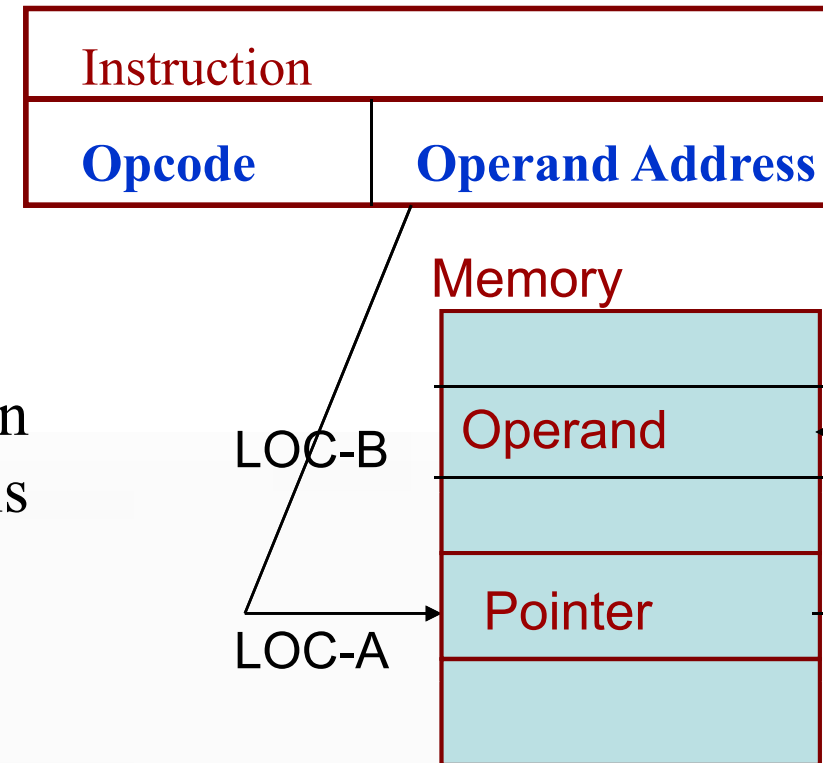 Instruction
Opcode Operand Address
Memory
LOC-B Operand
LOC-A Pointer